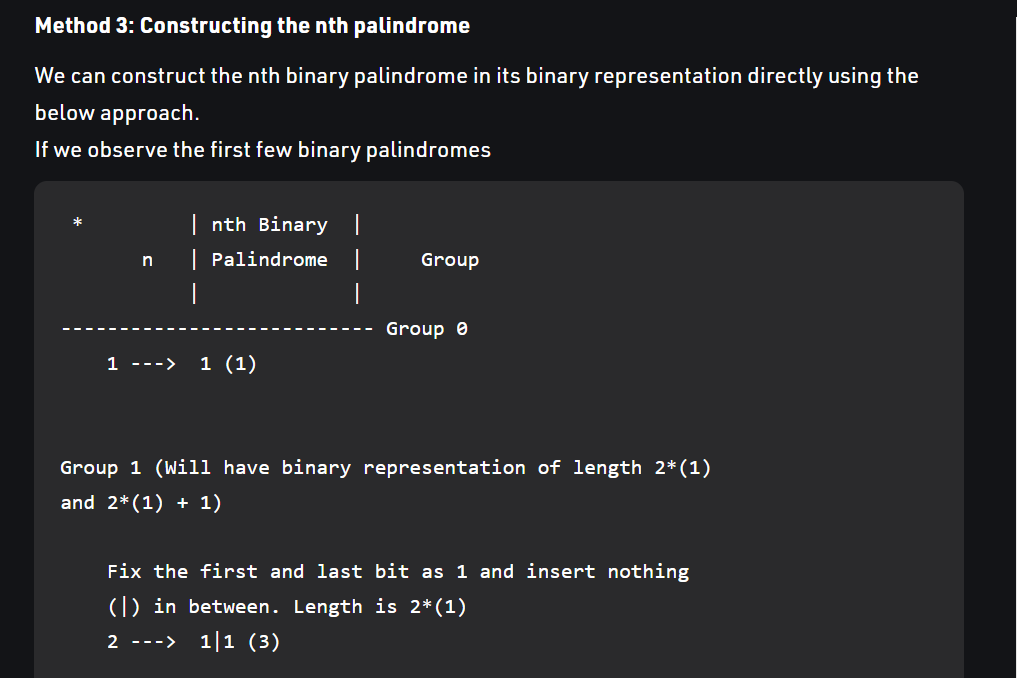 Method 3: Constructing the nth palindrome
We can construct the nth binary palindrome in its binary representation directly using the
below approach.
If we observe the first few binary palindromes
* | nth Binary |
n | Palindrome | Group
| |
--------------------------- Group 0
1 ---> 1 (1)
Group 1 (Will have binary representation of length 2*(1)
and 2*(1) + 1)
Fix the first and last bit as 1 and insert nothing
(|) in between. Length is 2*(1)
2 ---> 1|1 (3)